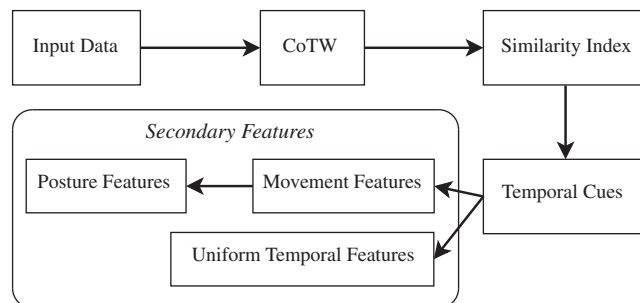 Input Data
CoTW
Similarity Index
Secondary Features
Posture Features
Movement Features
Temporal Cues
Uniform Temporal Features